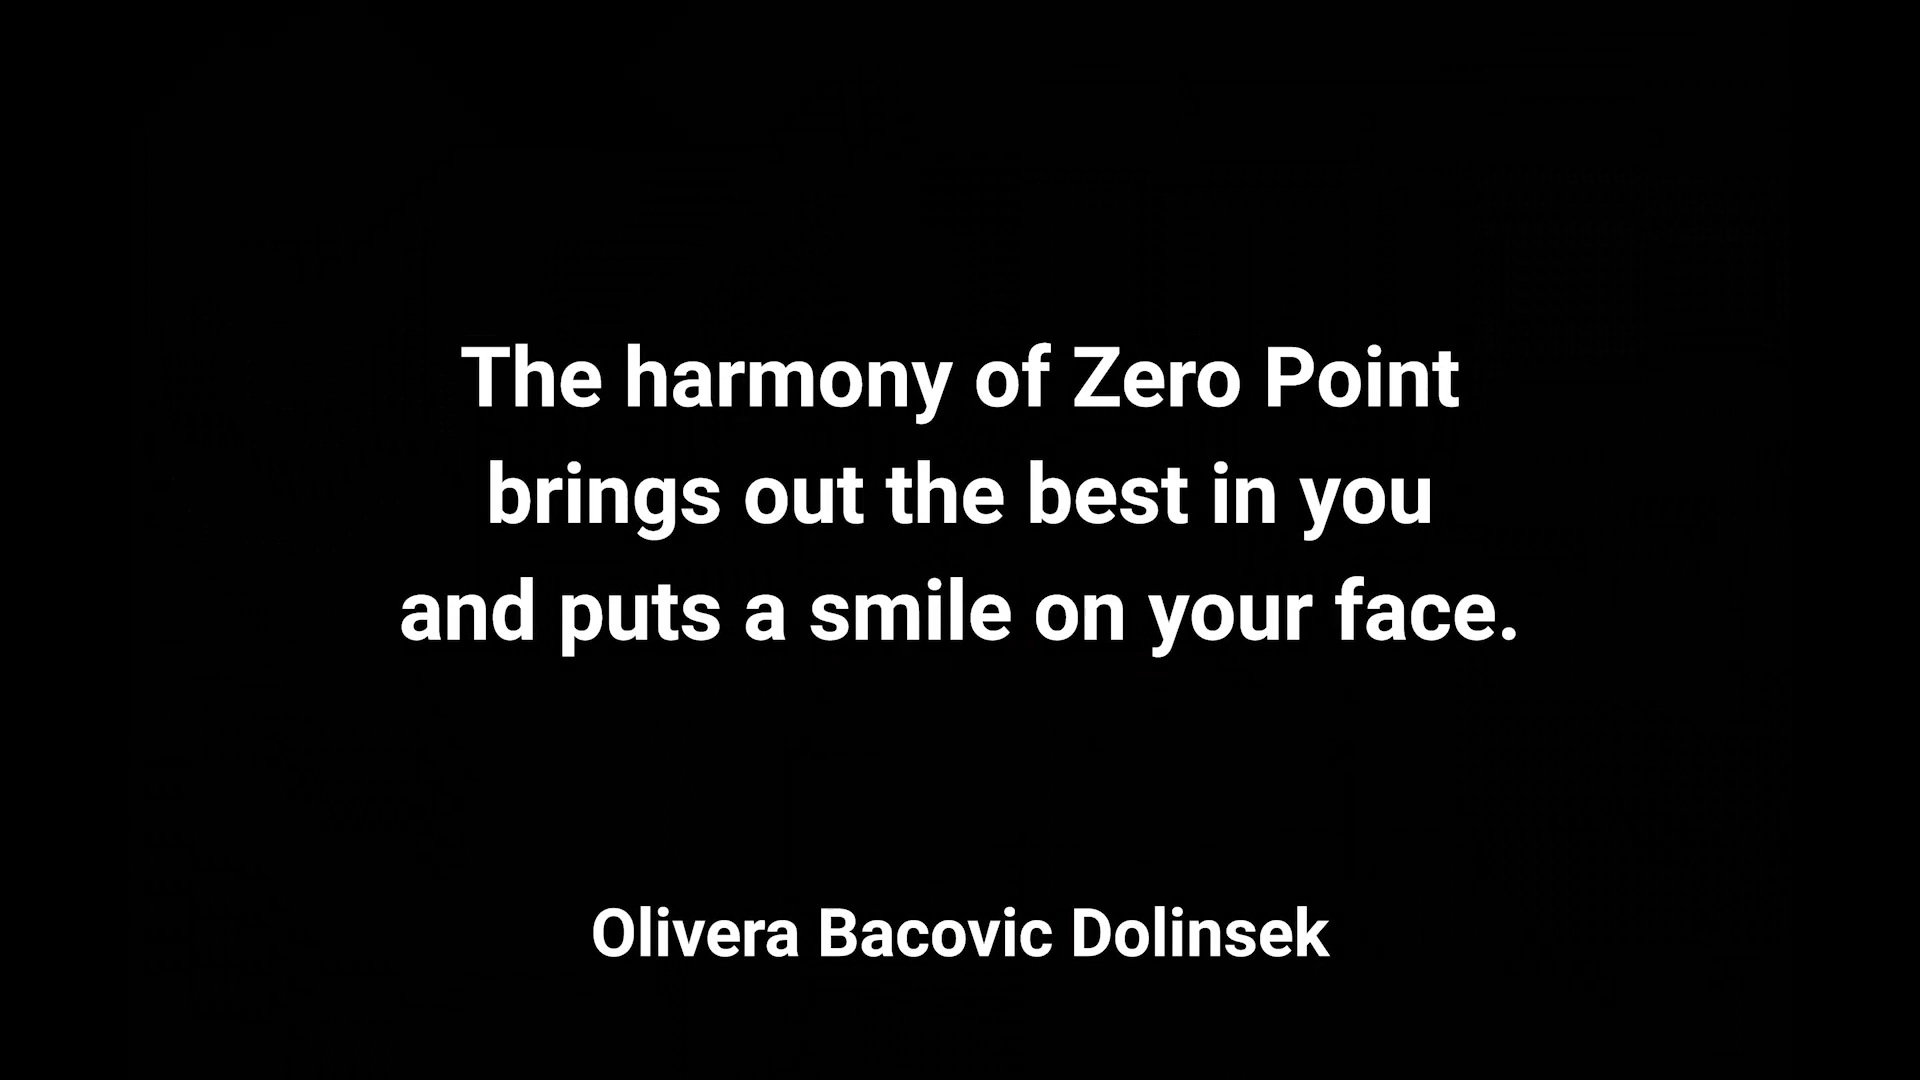 The harmony of Zero Point
brings out the best in you
and puts a smile on your face.
Olivera Bacovic Dolinsek